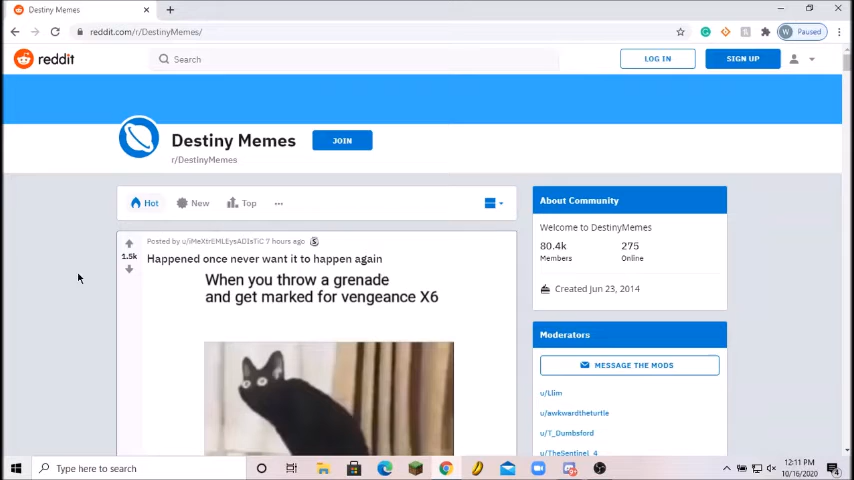 Destiny Memes
reddit.com/r/DestinyMemes/
W Paused
reddit
Search
LOG IN
SIGN UP
Destiny Memes
JOIN
r/DestinyMemes
Hot
New
Top
About Community
Welcome to DestinyMemes
80.4k
275
Members
Online
Created Jun 23, 2014
Posted by u/iMeXtrEMLEysADIsTiC 7 hours ago
1.5k
Happened once never want it to happen again
When you throw a grenade
and get marked for vengeance X6
Moderators
MESSAGE THE MODS
u/Llim
u/awkwardtheturtle
u/T_Dumbsford
u/TheSentinel_4
Type here to search
12:11 PM
10/16/2020
4